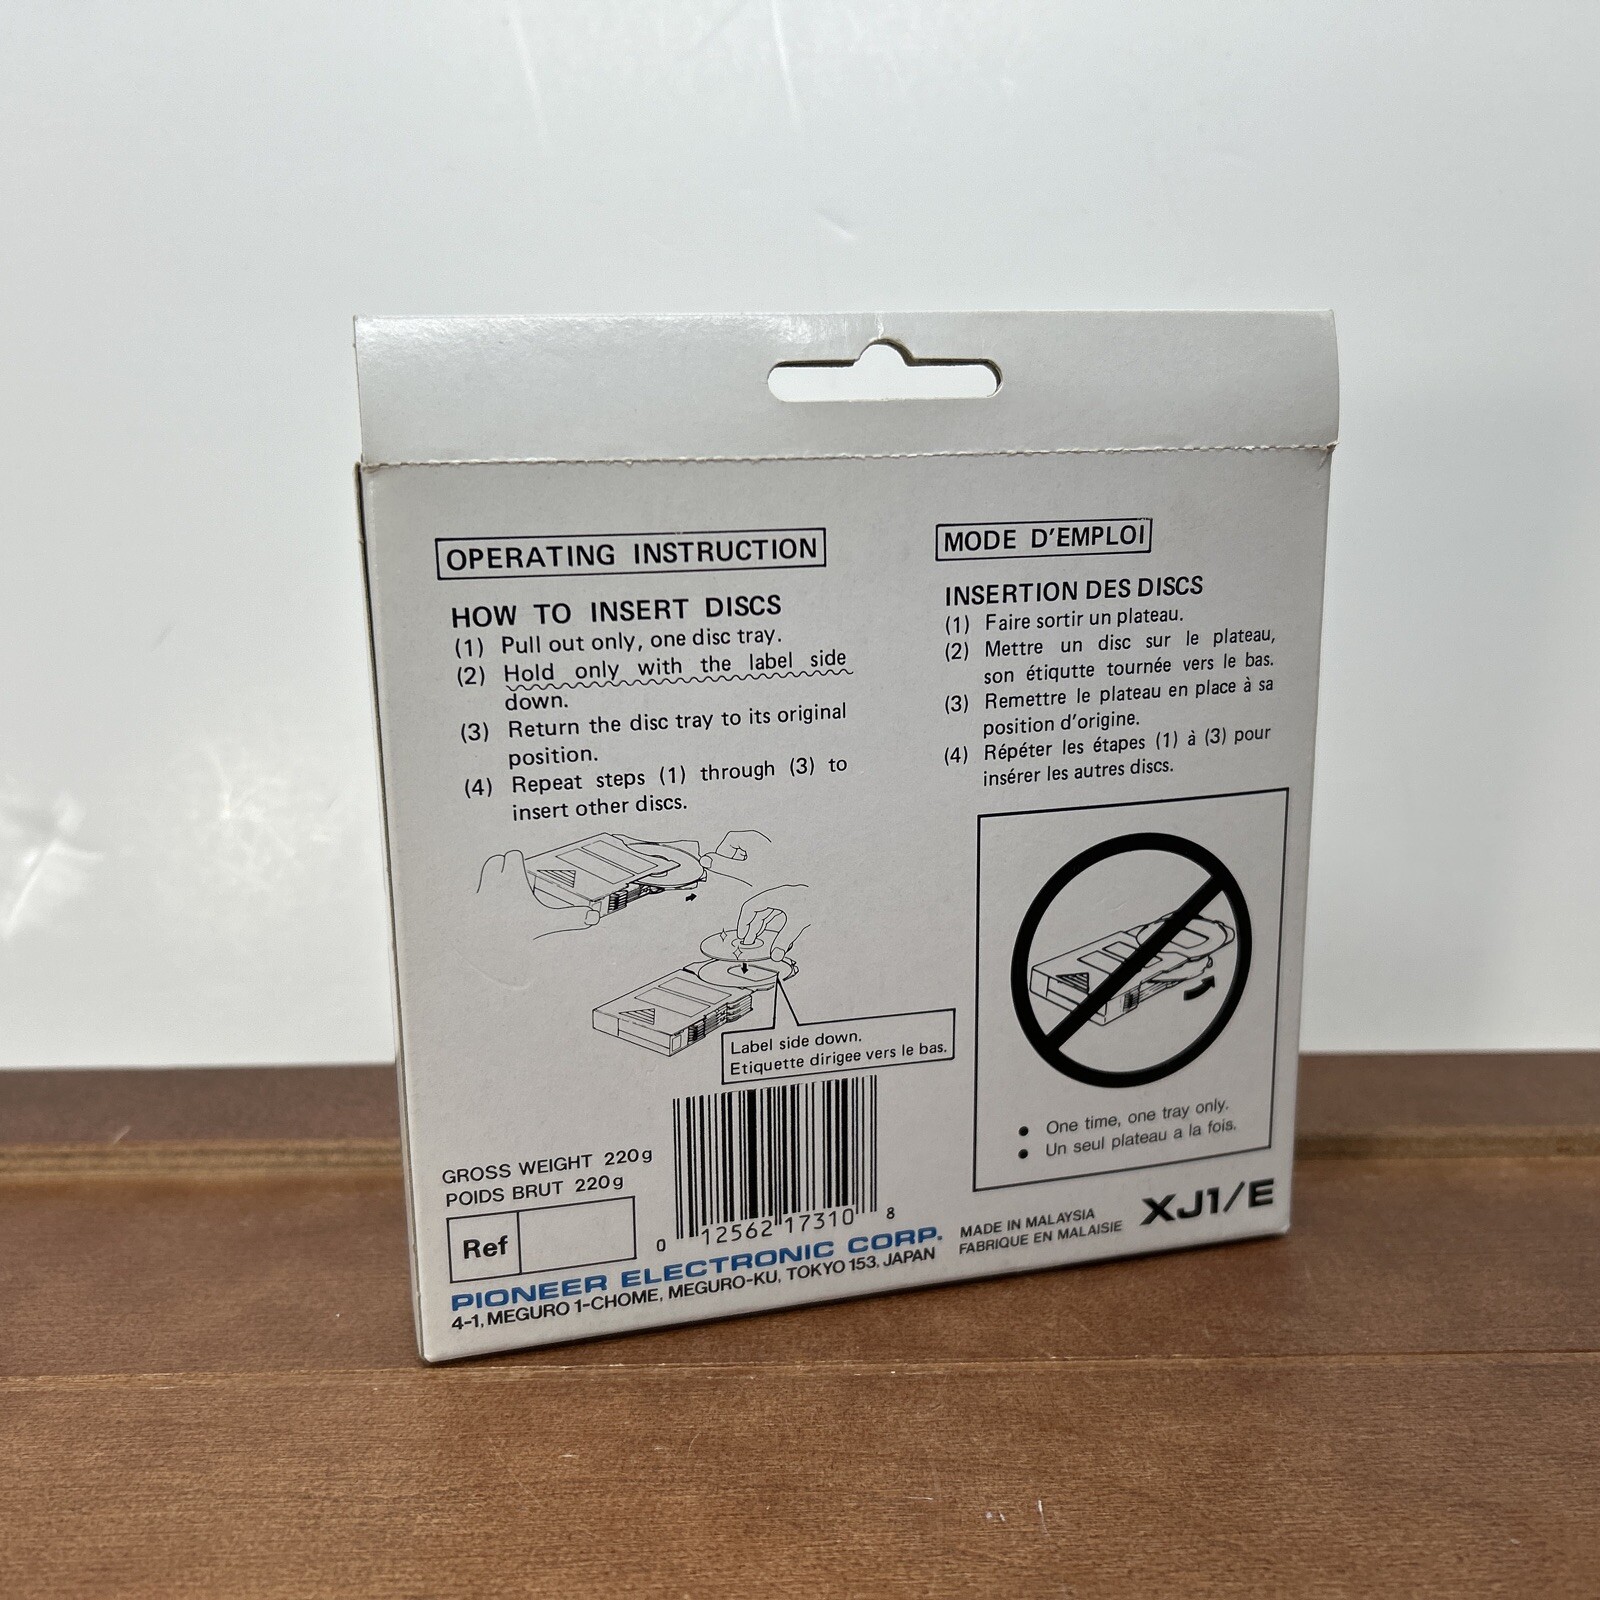 OPERATING INSTRUCTION
HOW TO INSERT DISCS
(1) Pull out only, one disc tray.
(2) Hold only with the label side
down.
(3) Return the disc tray to its original
position.
(4) Repeat steps (1) through (3) to
insert other discs.
MODE D'EMPLOI
INSERTION DES DISCS
(1) Faire sortir un plateau.
(2) Mettre un disc sur le plateau,
son étiqutte tournée vers le bas.
(3) Remettre le plateau en place à sa
position d'origine.
(4) Répéter les étapes (1) à (3) pour
insérer les autres discs.
Label side down.
Etiquette dirigee vers le bas.
• One time, one tray only.
• Un seul plateau a la fois.
GROSS WEIGHT 220g
POIDS BRUT 220g
Ref
0 12562 17310 8
PIONEER ELECTRONIC CORP.
4-1, MEGURO 1-CHOME, MEGURO-KU, TOKYO 153, JAPAN
MADE IN MALAYSIA
FABRIQUE EN MALAISIE
XJ1/E